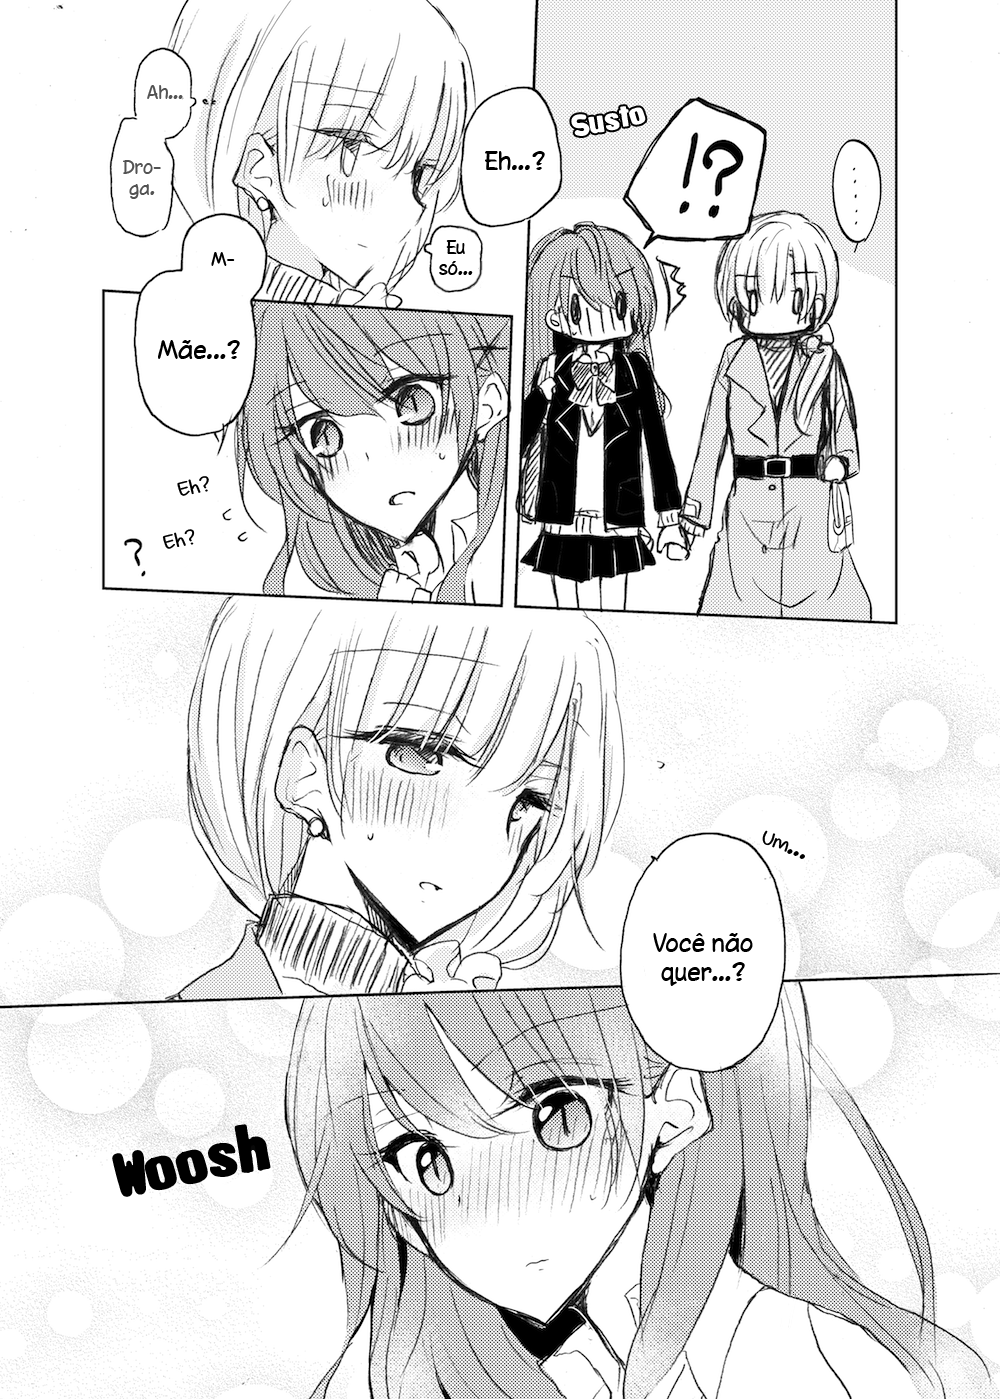 . . . . .
!?
Susto
Eh...?
Eu
só...
Ah...
Dro-
ga.
M-
Mãe...?
Eh?
Eh?
?
Um...
Você não
quer...?
Woosh